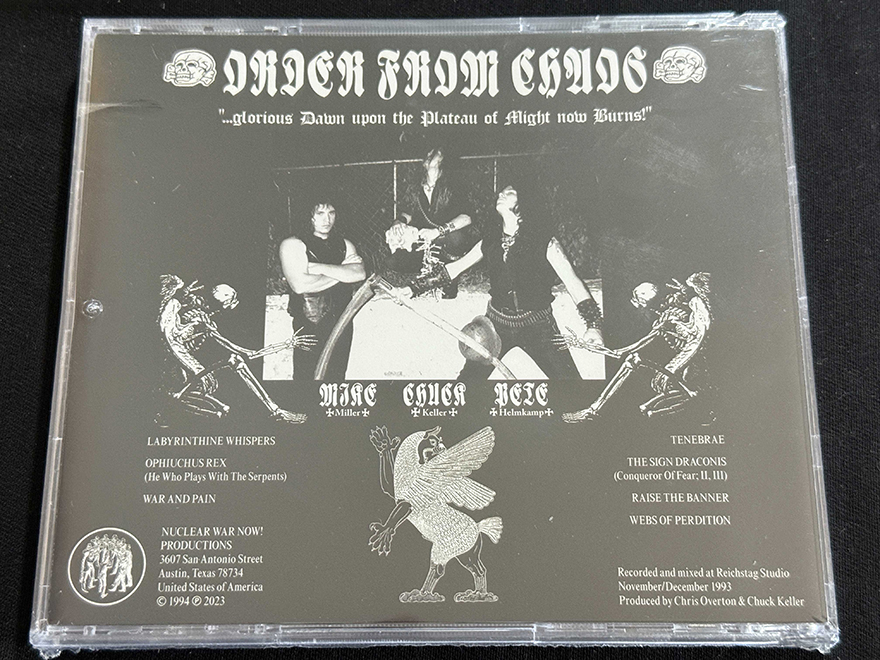 ORDER FROM CHAOS
"...glorious Dawn upon the Plateau of Might now Burns!"
MIKE CHUCK PETE
Miller Keller Helmkamp
LABYRINTHINE WHISPERS
OPHIUCHUS REX
(He Who Plays With The Serpents)
WAR AND PAIN
TENEBRAE
THE SIGN DRACONIS
(Conqueror Of Fear; II, III)
RAISE THE BANNER
WEBS OF PERDITION
NUCLEAR WAR NOW!
PRODUCTIONS
3607 San Antonio Street
Austin, Texas 78734
United States of America
© 1994 ℗ 2023
Recorded and mixed at Reichstag Studio
November/December 1993
Produced by Chris Overton & Chuck Keller